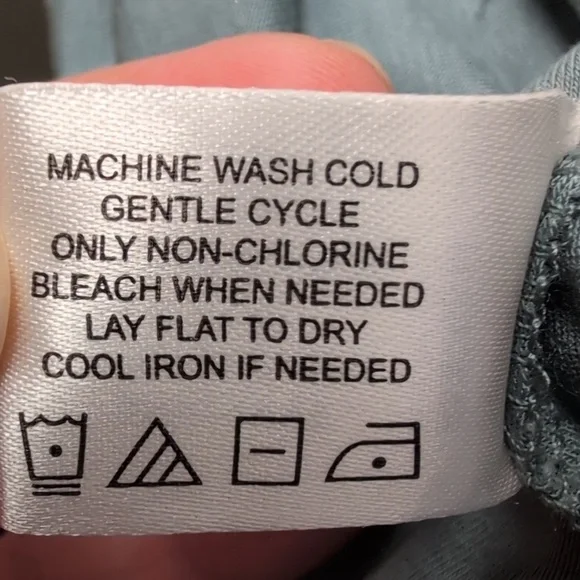 MACHINE WASH COLD
GENTLE CYCLE
ONLY NON-CHLORINE
BLEACH WHEN NEEDED
LAY FLAT TO DRY
COOL IRON IF NEEDED